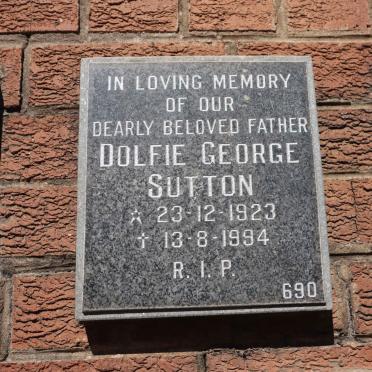 IN LOVING MEMORY
OF OUR
DEARLY BELOVED FATHER
DOLFIE GEORGE
SUTTON
☆ 23-12-1923
✝ 13-8-1994
R.I.P.
690